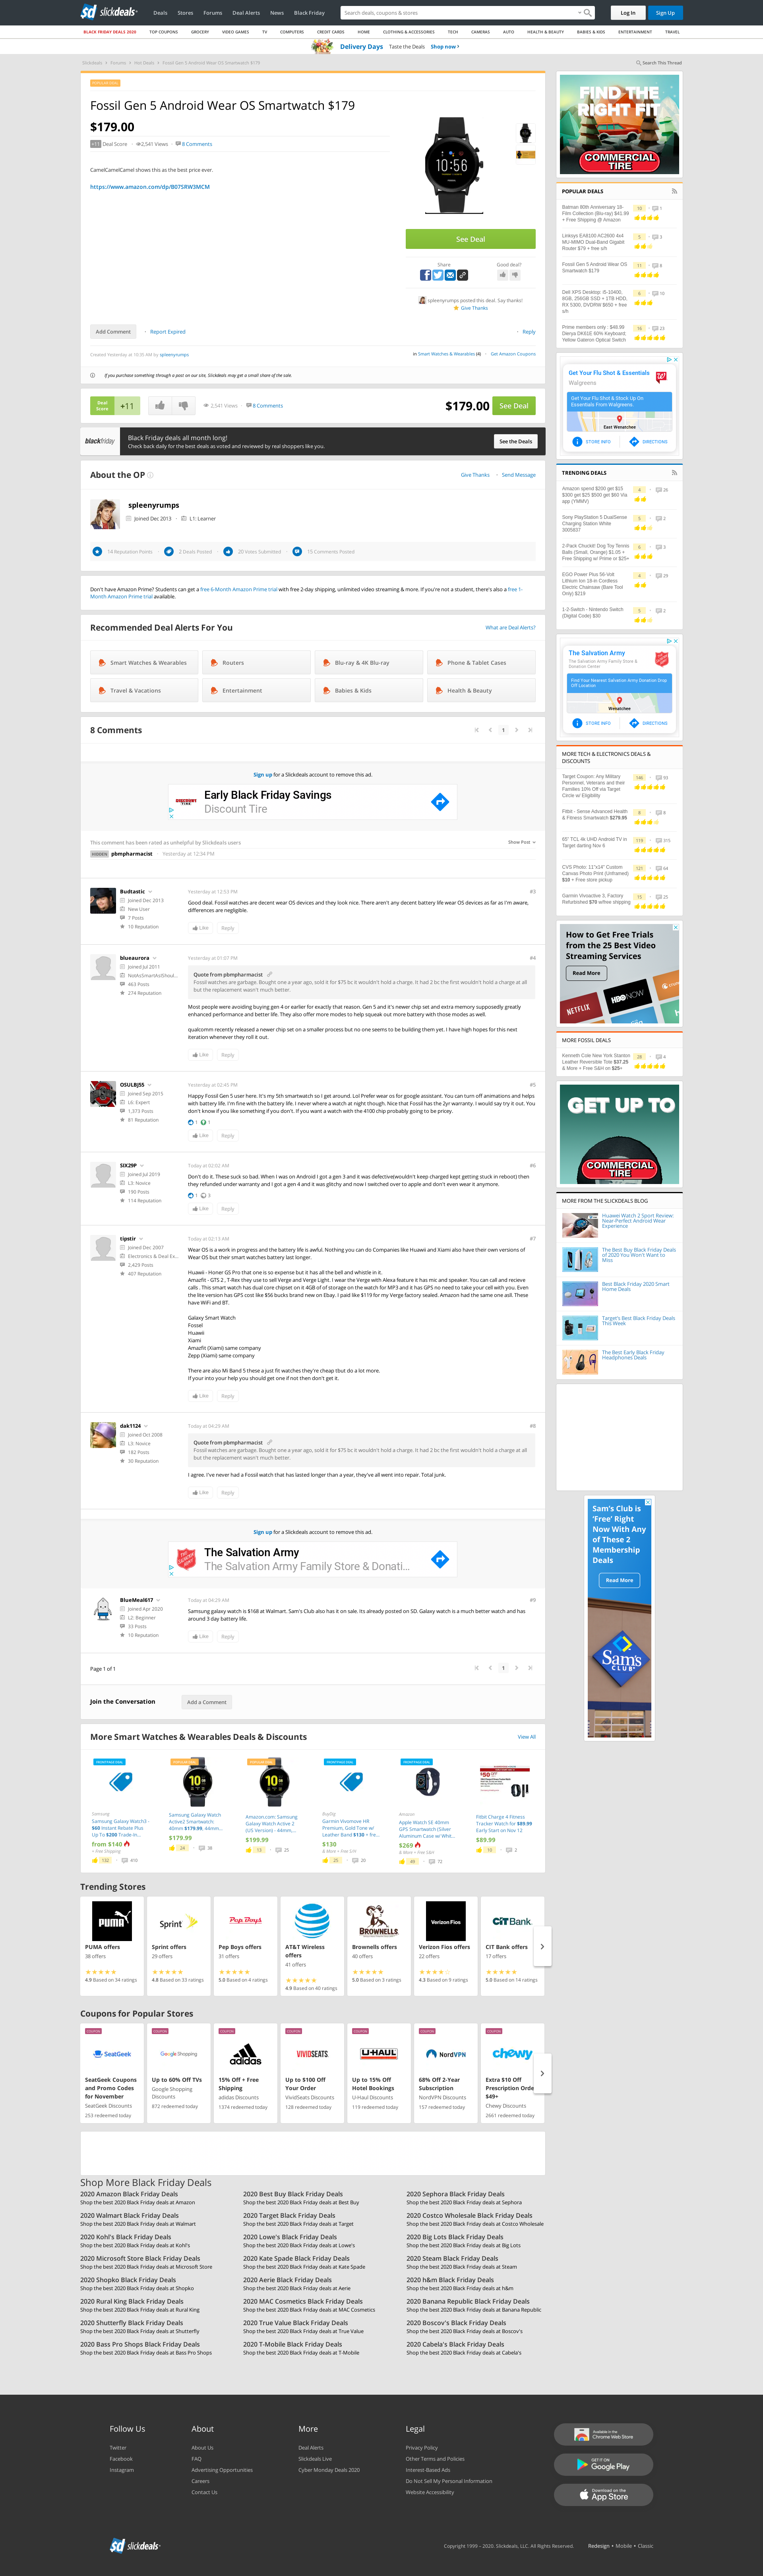 slickdeals
Deals
Stores
Forums
Deal Alerts
News
Black Friday
Search deals, coupons & stores
Log In
Sign Up
BLACK FRIDAY DEALS 2020
TOP COUPONS
GROCERY
VIDEO GAMES
TV
COMPUTERS
CREDIT CARDS
HOME
CLOTHING & ACCESSORIES
TECH
CAMERAS
AUTO
HEALTH & BEAUTY
BABIES & KIDS
ENTERTAINMENT
TRAVEL
Delivery Days Taste the Deals Shop now
Slickdeals > Forums > Hot Deals > Fossil Gen 5 Android Wear OS Smartwatch $179
Search This Thread
Fossil Gen 5 Android Wear OS Smartwatch $179
$179.00
+11 Deal Score
2,541 Views
8 Comments
CamelCamelCamel shows this as the best price ever.
https://www.amazon.com/dp/B07SRW3MCM
See Deal
Share
Good deal?
spleenyrumps posted this deal. Say thanks!
Give Thanks
Add Comment
Report Expired
Reply
Created Yesterday at 10:35 AM by spleenyrumps
in Smart Watches & Wearables (4)
Get Amazon Coupons
If you purchase something through a post on our site, Slickdeals may get a small share of the sale.
Deal Score +11
2,541 Views
8 Comments
$179.00 See Deal
blackfriday
Black Friday deals all month long!
Check back daily for the best deals as voted and reviewed by real shoppers like you.
See the Deals
About the OP
Give Thanks
Send Message
spleenyrumps
Joined Dec 2013
L1: Learner
14 Reputation Points
2 Deals Posted
20 Votes Submitted
15 Comments Posted
Don't have Amazon Prime? Students can get a free 6-Month Amazon Prime trial with free 2-day shipping, unlimited video streaming & more. If you're not a student, there's also a free 1-
Month Amazon Prime trial available.
Recommended Deal Alerts For You
What are Deal Alerts?
Smart Watches & Wearables
Routers
Blu-ray & 4K Blu-ray
Phone & Tablet Cases
Travel & Vacations
Entertainment
Babies & Kids
Health & Beauty
8 Comments
1
Sign up for a Slickdeals account to remove this ad.
DISCOUNT TIRE
Early Black Friday Savings
Discount Tire
This comment has been rated as unhelpful by Slickdeals users
Show Post
HIDDEN pbmpharmacist Yesterday at 12:34 PM
Budtastic
Joined Dec 2013
New User
7 Posts
10 Reputation
Yesterday at 12:53 PM
#3
Good deal. Fossil watches are decent wear OS devices and they look nice. There aren't any decent battery life wear OS devices as far as I'm aware,
differences are negligible.
Like
Reply
blueaurora
Joined Jul 2011
NotAsSmartAsIShoul...
463 Posts
274 Reputation
Yesterday at 01:07 PM
#4
Quote from pbmpharmacist
Fossil watches are garbage. Bought one a year ago, sold it for $75 bc it wouldn't hold a charge. It had 2 bc the first wouldn't hold a charge at all
but the replacement wasn't much better.
Most people were avoiding buying gen 4 or earlier for exactly that reason. Gen 5 and it's newer chip set and extra memory supposedly greatly
enhanced performance and better battery life. They also offer more modes to help squeak out more battery with those modes as well.
qualcomm recently released a newer chip set on a smaller process but no one seems to be building them yet. I have high hopes for this next
iteration whenever they roll it out.
Like
Reply
OSULBJ55
Joined Sep 2015
L6: Expert
1,373 Posts
81 Reputation
Yesterday at 02:45 PM
#5
Happy Fossil Gen 5 user here. It's my 5th smartwatch so I get around. Lol Prefer wear os for google assistant. You can turn off animations and helps
with battery life, I'm fine with the battery life. I never where a watch at night though. Nice that Fossil has the 2yr warranty. I say try it out. You
don't know if you like something if you don't. If you want a watch with the 4100 chip probably going to be pricey.
1
1
Like
Reply
SIX29P
Joined Jul 2019
L3: Novice
190 Posts
114 Reputation
Today at 02:02 AM
#6
Don't do it. These suck so bad. When I was on Android I got a gen 3 and it was defective(wouldn't keep charged kept getting stuck in reboot) then
they refunded under warranty and i got a gen 4 and it was glitchy and now i switched to apple and don't even use it anymore.
1
3
Like
Reply
tipstir
Joined Dec 2007
Electronics & Deal Ex...
2,429 Posts
407 Reputation
Today at 02:13 AM
#7
Wear OS is a work in progress and the battery life is awful. Nothing you can do Companies like Huawei and Xiami also have their own versions of
Wear OS but their smart watches battery last longer.
Huawii - Honer GS Pro That one is so expensive but it has all the bell and whistle in it.
Amazfit - GTS 2 , T-Rex they use to sell Verge and Verge Light. I wear the Verge with Alexa Feature it has mic and speaker. You can make and take
calls. This smart watch has dual core chipset on it 4GB of storage on the watch for MP3 and it has GPS no need to take your cell with you. Even
the lite version has GPS cost like $56 bucks brand new on Ebay. I paid like $119 for my Verge factory sealed. Amazon had the same sale still. These
have WiFi and BT.
Galaxy Smart Watch
Fossel
Huawii
Xiami
Amazfit (Xiami) same company
Zepp (Xiami) same company
There are also Mi Band 5 these a just fit watches they're cheap thus but do a lot more.
If your into your help you should get one if not then don't get it.
Like
Reply
dak1124
Joined Oct 2008
L3: Novice
182 Posts
30 Reputation
Today at 04:29 AM
#8
Quote from pbmpharmacist
Fossil watches are garbage. Bought one a year ago, sold it for $75 bc it wouldn't hold a charge. It had 2 bc the first wouldn't hold a charge at all
but the replacement wasn't much better.
I agree. I've never had a Fossil watch that has lasted longer than a year, they've all went into repair. Total junk.
Like
Reply
Sign up for a Slickdeals account to remove this ad.
The Salvation Army
The Salvation Army Family Store & Donati...
BlueMeal617
Joined Apr 2020
L2: Beginner
33 Posts
10 Reputation
Today at 04:29 AM
#9
Samsung galaxy watch is $168 at Walmart. Sam's Club also has it on sale. Its already posted on SD. Galaxy watch is a much better watch and has
around 3 day battery life.
Like
Reply
Page 1 of 1
1
Join the Conversation
Add a Comment
More Smart Watches & Wearables Deals & Discounts
View All
Samsung
Samsung Galaxy Watch3 -
$60 Instant Rebate Plus
Up To $200 Trade-In...
from $140
+ Free Shipping
132
410
Samsung Galaxy Watch
Active2 Smartwatch:
40mm $179.99, 44mm...
$179.99
24
38
Amazon.com: Samsung
Galaxy Watch Active 2
(US Version) - 44mm,...
$199.99
13
25
BuyDig
Garmin Vivomove HR
Premium, Gold Tone w/
Leather Band $130 + fre...
$130
& More + Free S/H
25
20
Amazon
Apple Watch SE 40mm
GPS Smartwatch (Silver
Aluminum Case w/ Whit...
$269
& More + Free S&H
49
72
Fitbit Charge 4 Fitness
Tracker Watch for $89.99
Early Start on Nov 12
$89.99
13
2
Trending Stores
PUMA offers
38 offers
4.9 Based on 34 ratings
Sprint offers
29 offers
4.8 Based on 33 ratings
Pep Boys offers
31 offers
5.0 Based on 4 ratings
AT&T Wireless offers
41 offers
4.9 Based on 40 ratings
Brownells offers
40 offers
5.0 Based on 3 ratings
Verizon Fios offers
22 offers
4.3 Based on 9 ratings
CIT Bank offers
17 offers
5.0 Based on 14 ratings
Coupons for Popular Stores
SeatGeek Coupons and Promo Codes for November
SeatGeek Discounts
253 redeemed today
Up to 60% Off TVs
Google Shopping Discounts
872 redeemed today
15% Off + Free Shipping
adidas Discounts
1374 redeemed today
Up to $100 Off Your Order
VividSeats Discounts
128 redeemed today
Up to 15% Off Hotel Bookings
U-Haul Discounts
119 redeemed today
68% Off 2-Year Subscription
NordVPN Discounts
157 redeemed today
Extra $10 Off Prescription Orde $49+
Chewy Discounts
2661 redeemed today
Shop More Black Friday Deals
2020 Amazon Black Friday Deals
Shop the best 2020 Black Friday deals at Amazon
2020 Best Buy Black Friday Deals
Shop the best 2020 Black Friday deals at Best Buy
2020 Sephora Black Friday Deals
Shop the best 2020 Black Friday deals at Sephora
2020 Walmart Black Friday Deals
Shop the best 2020 Black Friday deals at Walmart
2020 Target Black Friday Deals
Shop the best 2020 Black Friday deals at Target
2020 Costco Wholesale Black Friday Deals
Shop the best 2020 Black Friday deals at Costco Wholesale
2020 Kohl's Black Friday Deals
Shop the best 2020 Black Friday deals at Kohl's
2020 Lowe's Black Friday Deals
Shop the best 2020 Black Friday deals at Lowe's
2020 Big Lots Black Friday Deals
Shop the best 2020 Black Friday deals at Big Lots
2020 Microsoft Store Black Friday Deals
Shop the best 2020 Black Friday deals at Microsoft Store
2020 Kate Spade Black Friday Deals
Shop the best 2020 Black Friday deals at Kate Spade
2020 Steam Black Friday Deals
Shop the best 2020 Black Friday deals at Steam
2020 Shopko Black Friday Deals
Shop the best 2020 Black Friday deals at Shopko
2020 Aerie Black Friday Deals
Shop the best 2020 Black Friday deals at Aerie
2020 h&m Black Friday Deals
Shop the best 2020 Black Friday deals at h&m
2020 Rural King Black Friday Deals
Shop the best 2020 Black Friday deals at Rural King
2020 MAC Cosmetics Black Friday Deals
Shop the best 2020 Black Friday deals at MAC Cosmetics
2020 Banana Republic Black Friday Deals
Shop the best 2020 Black Friday deals at Banana Republic
2020 Shutterfly Black Friday Deals
Shop the best 2020 Black Friday deals at Shutterfly
2020 True Value Black Friday Deals
Shop the best 2020 Black Friday deals at True Value
2020 Boscov's Black Friday Deals
Shop the best 2020 Black Friday deals at Boscov's
2020 Bass Pro Shops Black Friday Deals
Shop the best 2020 Black Friday deals at Bass Pro Shops
2020 T-Mobile Black Friday Deals
Shop the best 2020 Black Friday deals at T-Mobile
2020 Cabela's Black Friday Deals
Shop the best 2020 Black Friday deals at Cabela's
FIND THE
RIGHT FIT
COMMERCIAL TIRE
POPULAR DEALS
Batman 80th Anniversary 18-
Film Collection (Blu-ray) $41.99
+ Free Shipping @ Amazon
10
1
Linksys EA8100 AC2600 4x4
MU-MIMO Dual-Band Gigabit
Router $79 + free s/h
5
3
Fossil Gen 5 Android Wear OS
Smartwatch $179
11
8
Dell XPS Desktop: i5-10400,
8GB, 256GB SSD + 1TB HDD,
RX 5300, DVDRW $650 + free
s/h
6
10
Prime members only : $48.99
Dierya DK61E 60% Keyboard;
Yellow Gateron Optical Switch
16
23
Get Your Flu Shot & Essentials
Walgreens
Get Your Flu Shot & Stock Up On
Essentials From Walgreens.
East Wenatchee
STORE INFO
DIRECTIONS
TRENDING DEALS
Amazon spend $200 get $15
$300 get $25 $500 get $60 Via
app (YMMV)
4
26
Sony PlayStation 5 DualSense
Charging Station White
3005837
5
2
2-Pack Chuckit! Dog Toy Tennis
Balls (Small, Orange) $1.05 +
Free Shipping w/ Prime or $25+
6
3
EGO Power Plus 56-Volt
Lithium Ion 18-in Cordless
Electric Chainsaw (Bare Tool
Only) $219
4
29
1-2-Switch - Nintendo Switch
(Digital Code) $30
5
2
The Salvation Army
The Salvation Army Family Store &
Donation Center
Find Your Nearest Salvation Army Donation Drop
Off Location
Wenatchee
STORE INFO
DIRECTIONS
MORE TECH & ELECTRONICS DEALS &
DISCOUNTS
Target Coupon: Any Military
Personnel, Veterans and their
Families 10% Off via Target
Circle w/ Eligibility
146
93
Fitbit - Sense Advanced Health
& Fitness Smartwatch $279.95
8
8
65" TCL 4k UHD Android TV in
Target darting Nov 6
119
315
CVS Photo: 11"x14" Custom
Canvas Photo Print (Unframed)
$10 + Free store pickup
121
64
Garmin Vivoactive 3, Factory
Refurbished $70 w/free shipping
15
25
How to Get Free Trials
from the 25 Best Video
Streaming Services
Read More
NETFLIX
HBO NOW
MORE FOSSIL DEALS
Kenneth Cole New York Stanton
Leather Reversible Tote $37.25
& More + Free S&H on $25+
28
4
GET UP TO
COMMERCIAL TIRE
MORE FROM THE SLICKDEALS BLOG
Huawei Watch 2 Sport Review:
Near-Perfect Android Wear
Experience
The Best Buy Black Friday Deals
of 2020 You Won't Want to
Miss
Best Black Friday 2020 Smart
Home Deals
Target's Best Black Friday Deals
This Week
The Best Early Black Friday
Headphones Deals
Sam's Club is
'Free' Right
Now With Any
of These 2
Membership
Deals
Read More
Sam's CLUB
Follow Us
Twitter
Facebook
Instagram
About
About Us
FAQ
Advertising Opportunities
Careers
Contact Us
More
Deal Alerts
Slickdeals Live
Cyber Monday Deals 2020
Legal
Privacy Policy
Other Terms and Policies
Interest-Based Ads
Do Not Sell My Personal Information
Website Accessibility
Available in the Chrome Web Store
GET IT ON Google Play
Download on the App Store
slickdeals
Copyright 1999 - 2020. Slickdeals, LLC. All Rights Reserved
Redesign • Mobile • Classic